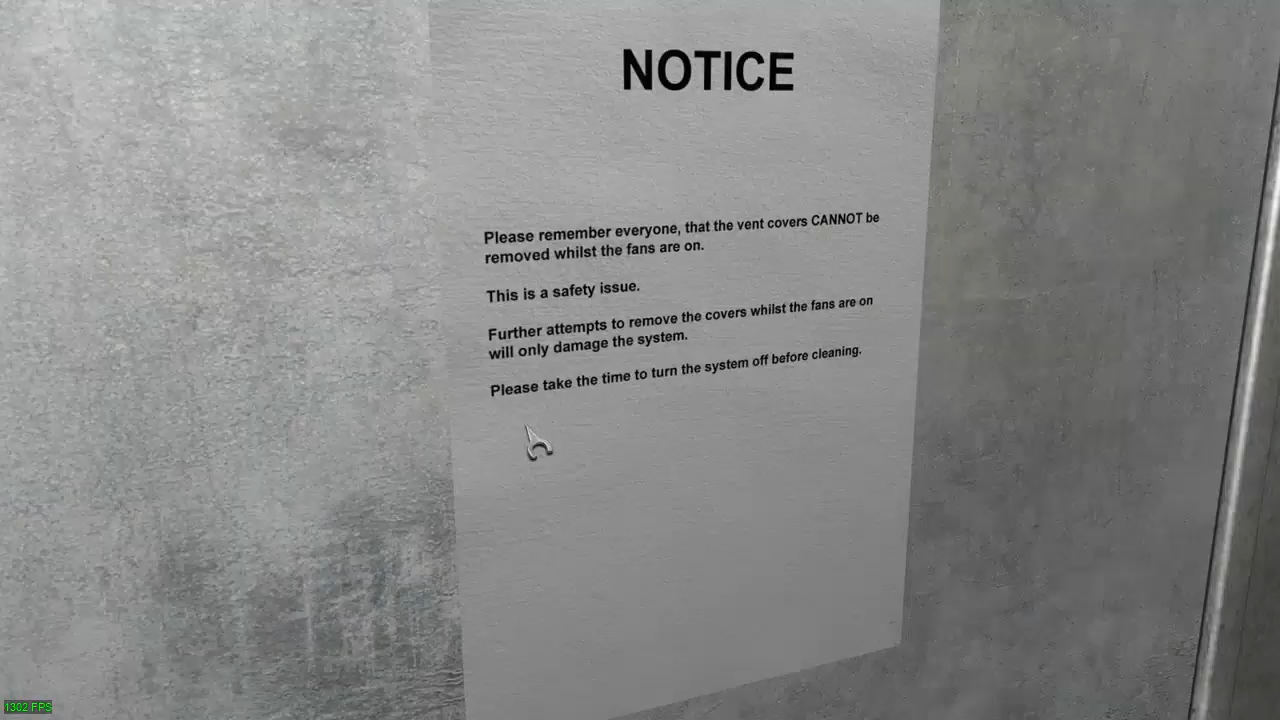 NOTICE
Please remember everyone, that the vent covers CANNOT be
removed whilst the fans are on.
This is a safety issue.
Further attempts to remove the covers whilst the fans are on
will only damage the system.
Please take the time to turn the system off before cleaning.
1302 FPS